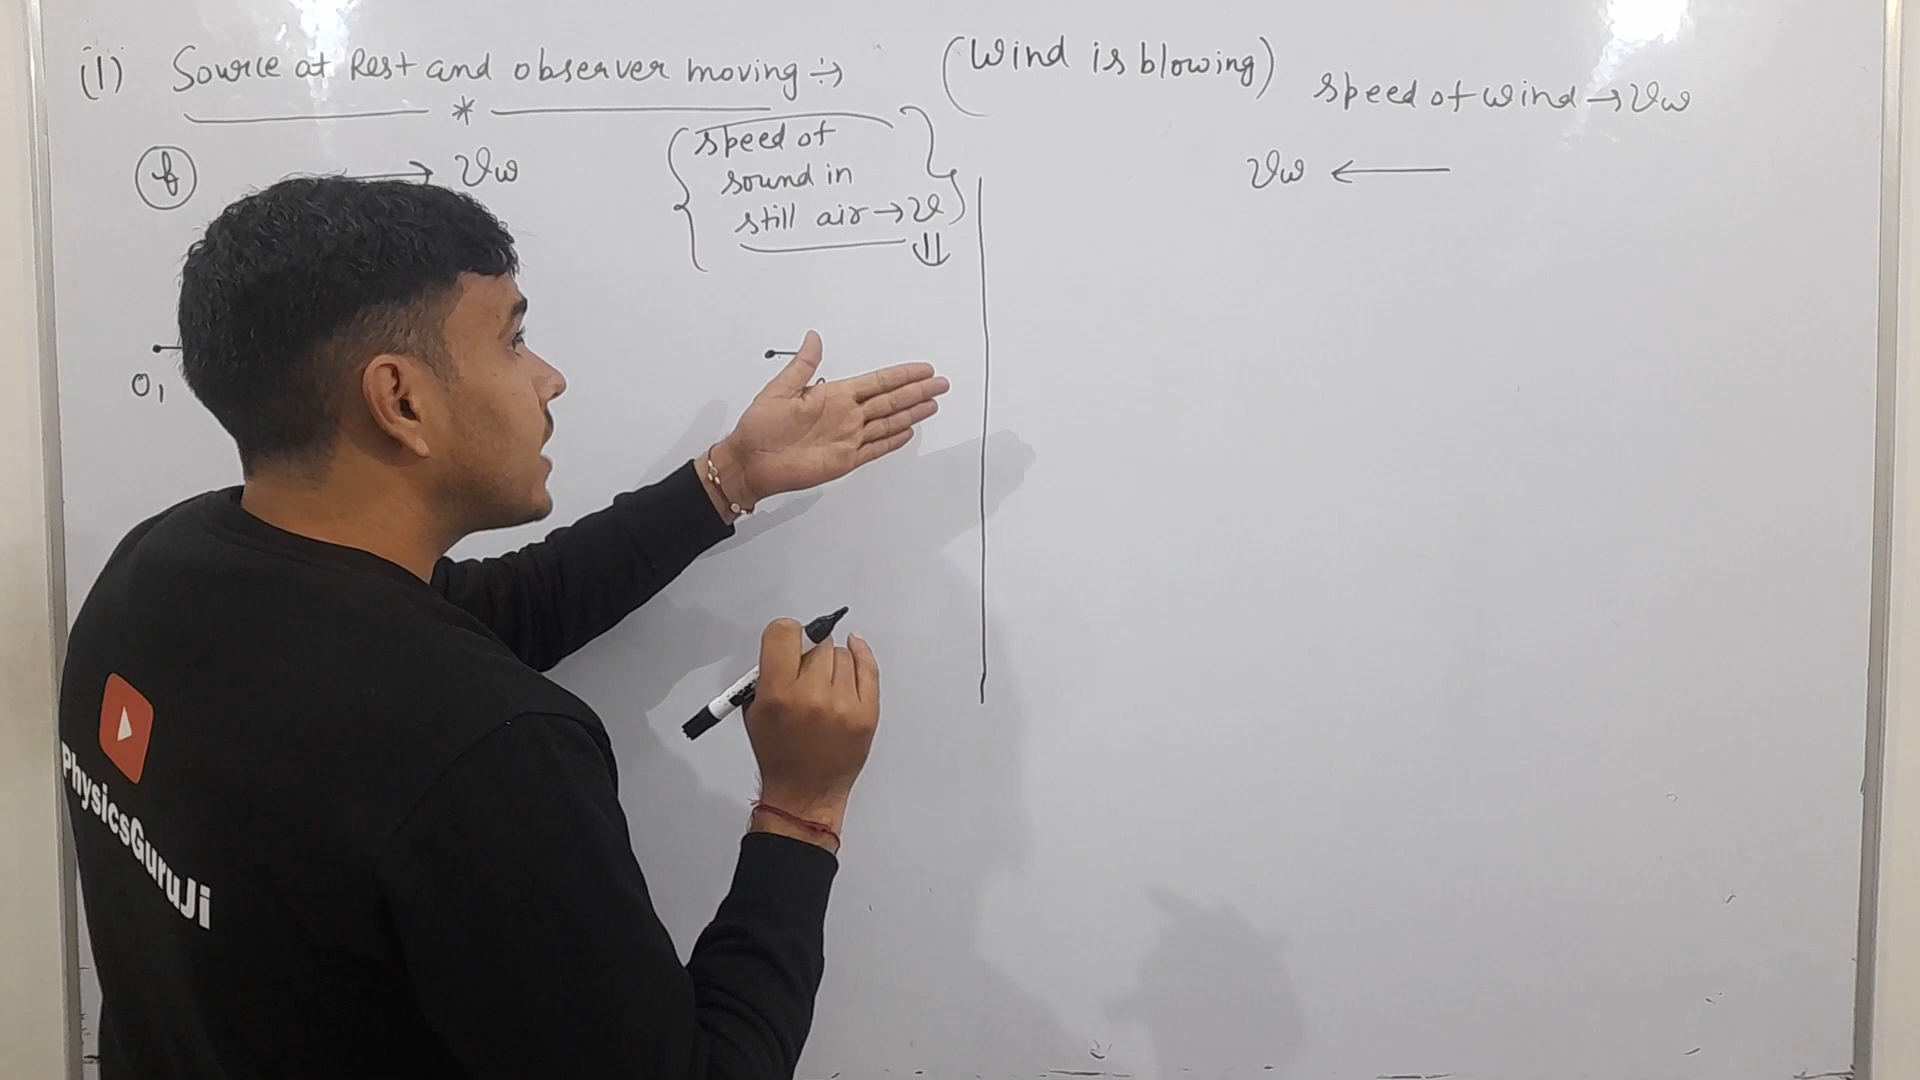 (1) Source at Rest and observer moving :→ (Wind is blowing)
speed of wind → vw
f
→ vw
speed of
sound in
still air → v
vw ←
O1
PhysicsGuruJi